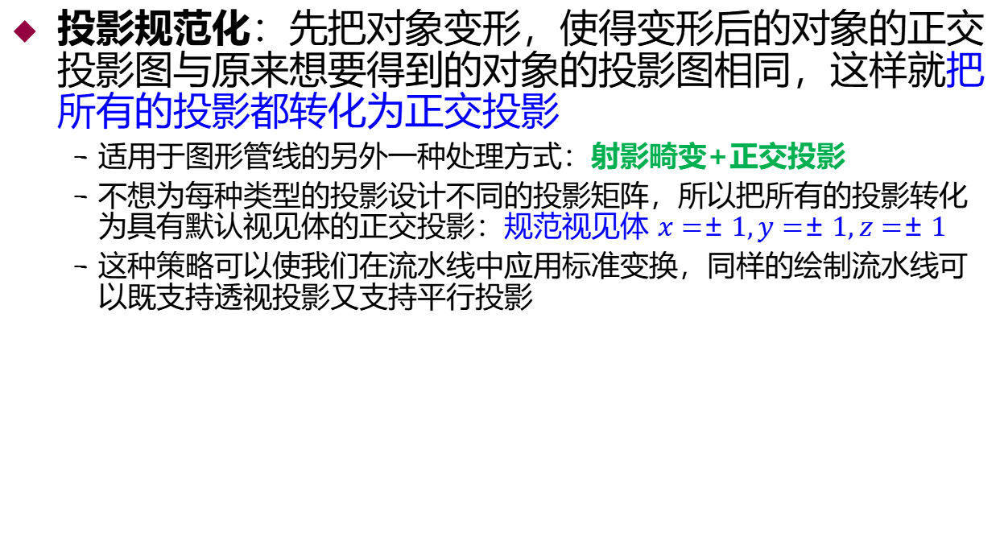 ◆ 投影规范化：先把对象变形，使得变形后的对象的正交
投影图与原来想要得到的对象的投影图相同，这样就把
所有的投影都转化为正交投影
– 适用于图形管线的另外一种处理方式：射影畸变+正交投影
– 不想为每种类型的投影设计不同的投影矩阵，所以把所有的投影转化
为具有默认视见体的正交投影：规范视见体 x =± 1, y =± 1, z =± 1
– 这种策略可以使我们在流水线中应用标准变换，同样的绘制流水线可
以既支持透视投影又支持平行投影